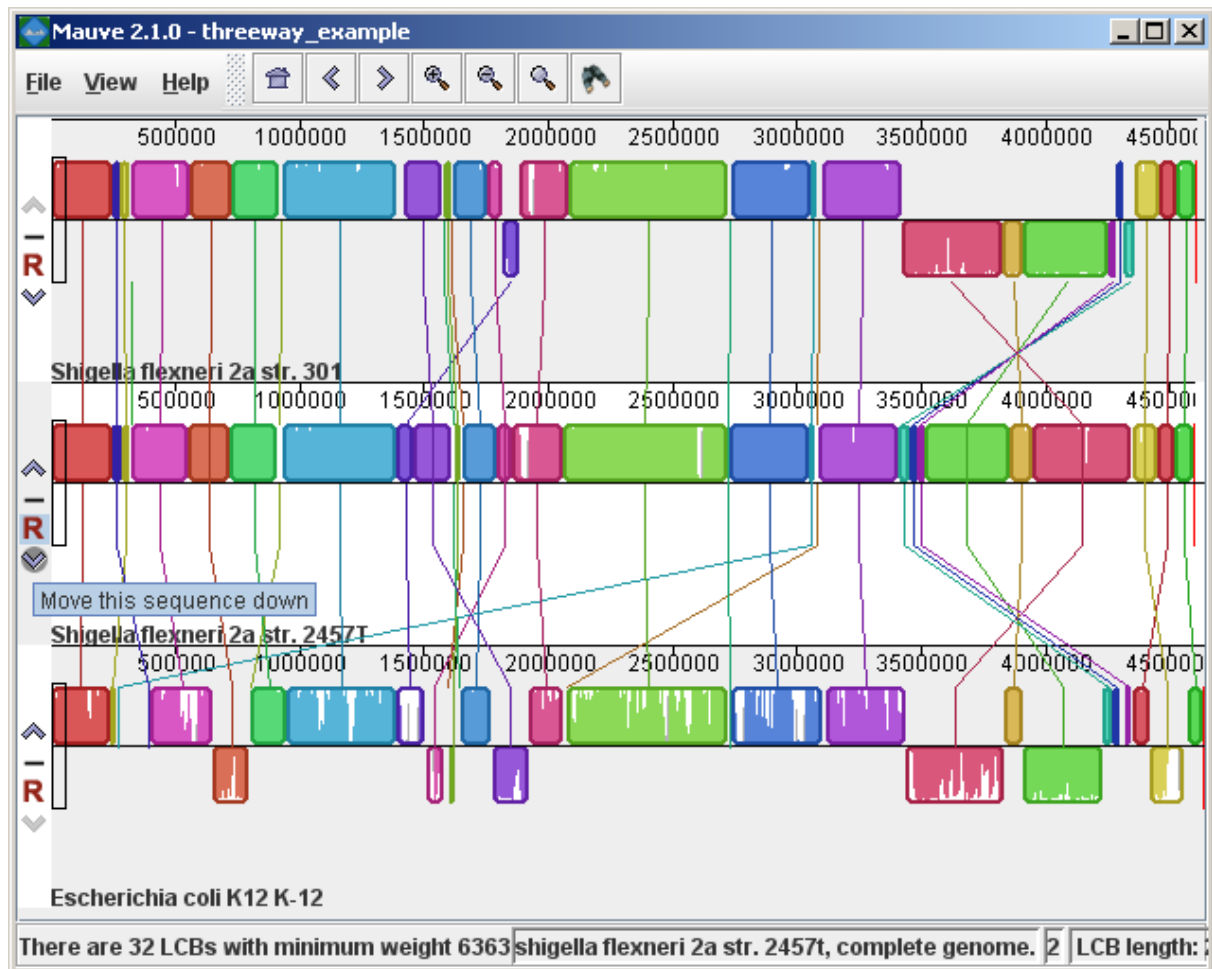 Mauve 2.1.0 - threeway_example
File View Help
500000 1000000 1500000 2000000 2500000 3000000 3500000 4000000
R
Shigella flexneri 2a str. 301
500000 1000000 1500000 2000000 2500000 3000000 3500000 4000000
R
Move this sequence down
Shigella flexneri 2a str. 2457T
500000 1000000 1500000 2000000 2500000 3000000 3500000 4000000 450000
R
Escherichia coli K12 K-12
There are 32 LCBs with minimum weight 6363 shigella flexneri 2a str. 2457t, complete genome. 2 LCB length: